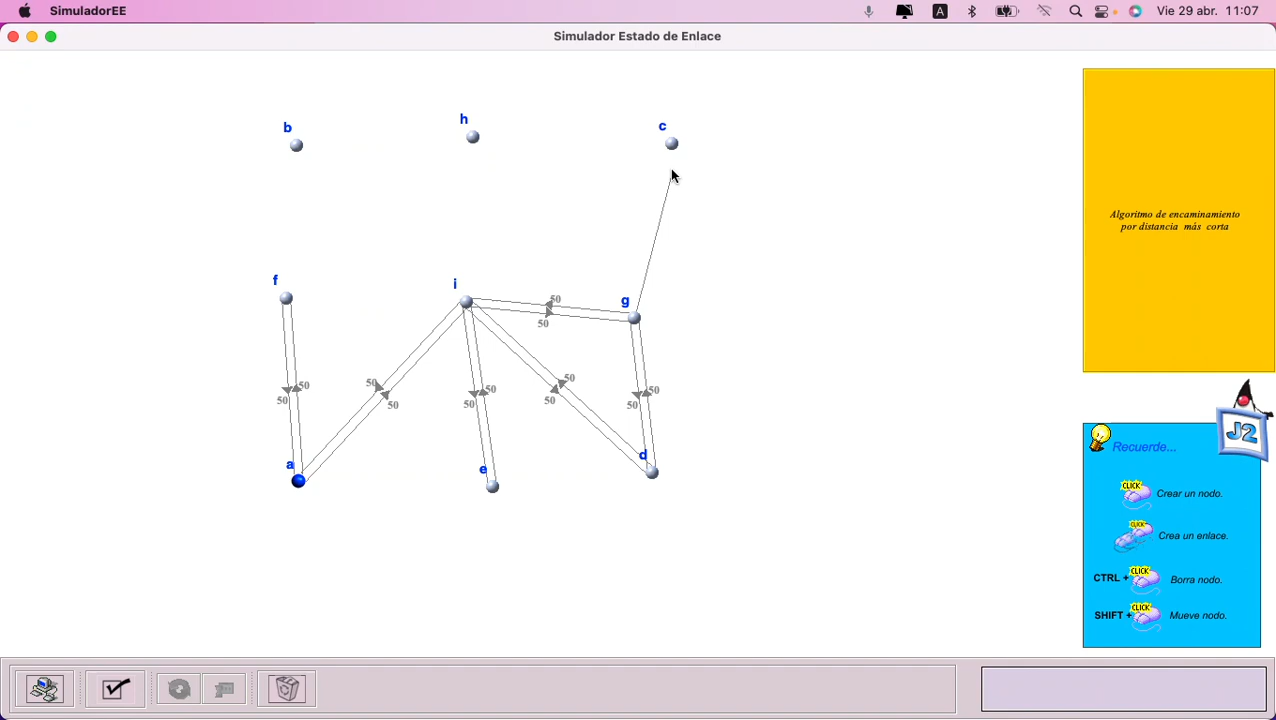 SimuladorEE
A
Vie 29 abr. 11:07
Simulador Estado de Enlace
b
h
c
f
i
g
50
50
50
50
50
50
50
50
50
50
50
50
a
e
d
Algoritmo de encaminamiento
por distancia más corta
J2
Recuerde...
CLICK
Crear un nodo.
CLICK
Crea un enlace.
CTRL + CLICK
Borra nodo.
SHIFT + CLICK
Mueve nodo.